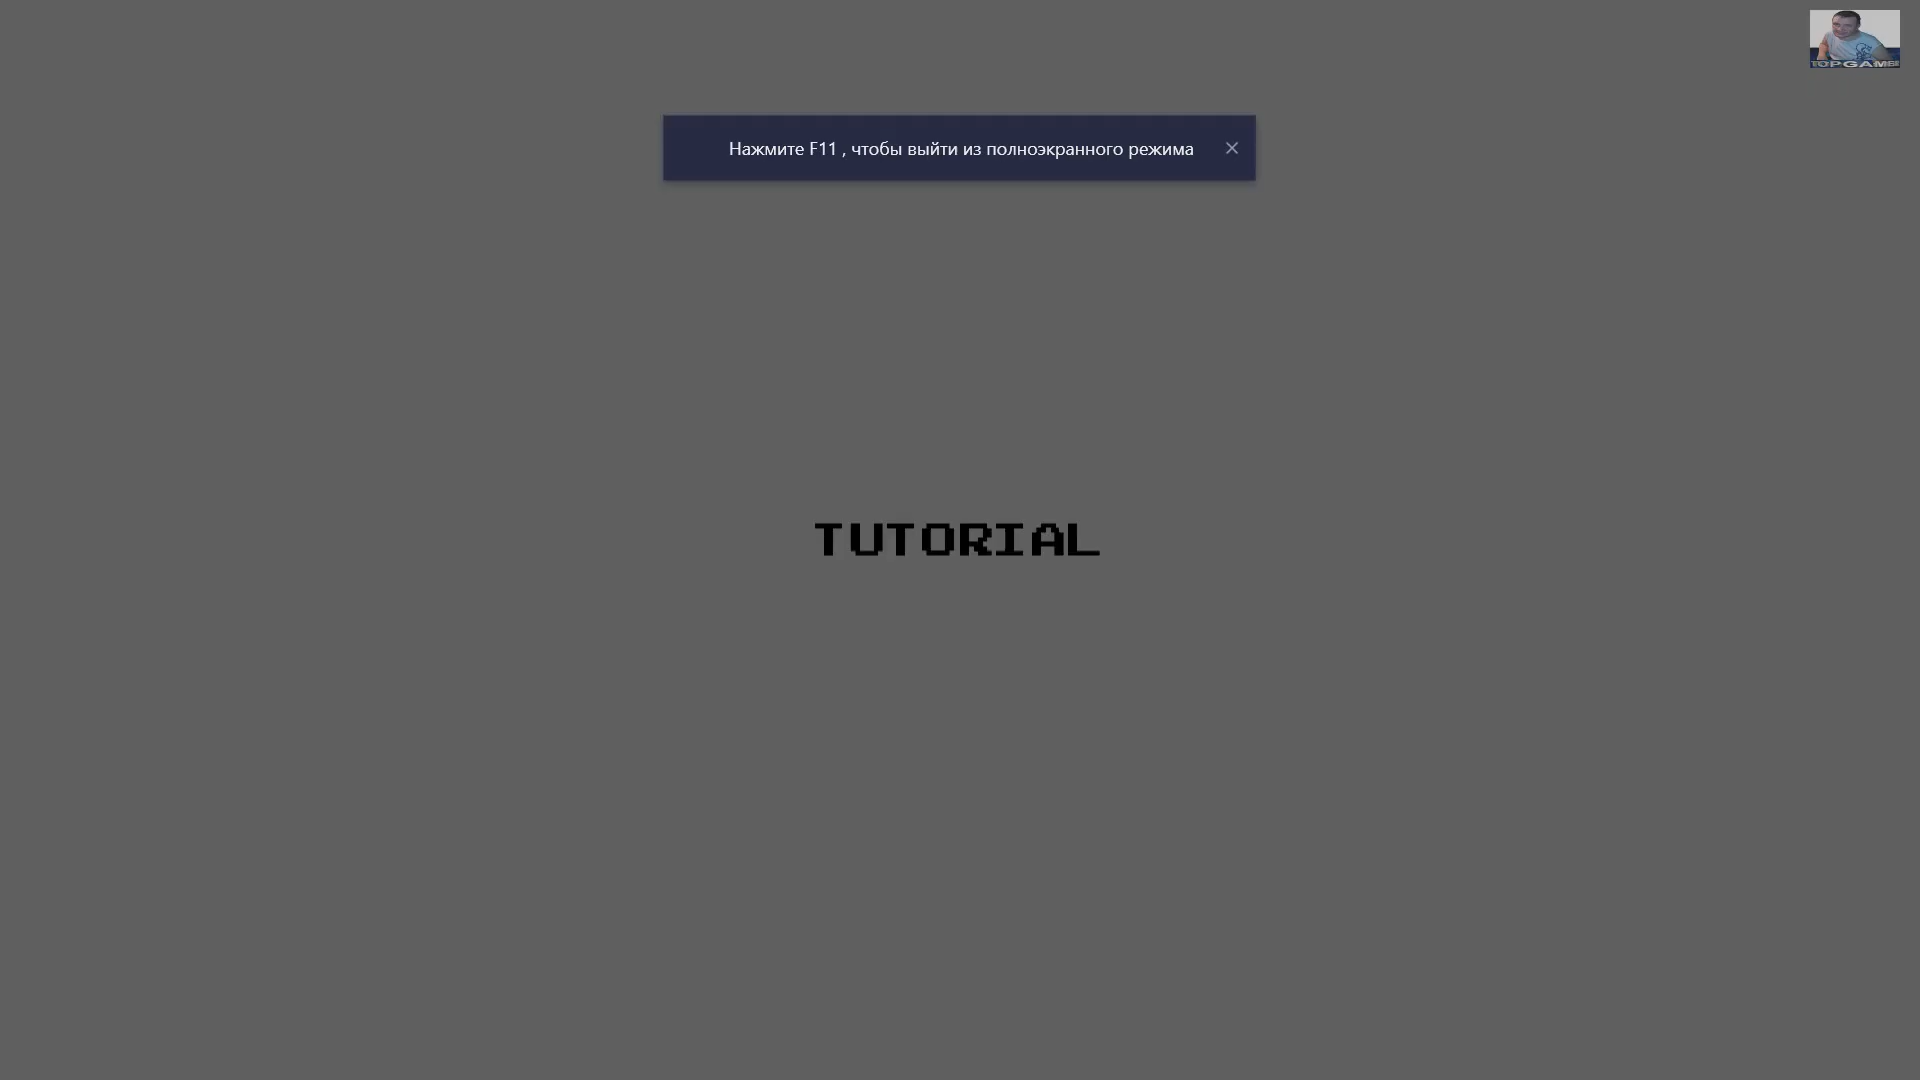 Нажмите F11 , чтобы выйти из полноэкранного режима
TUTORIAL